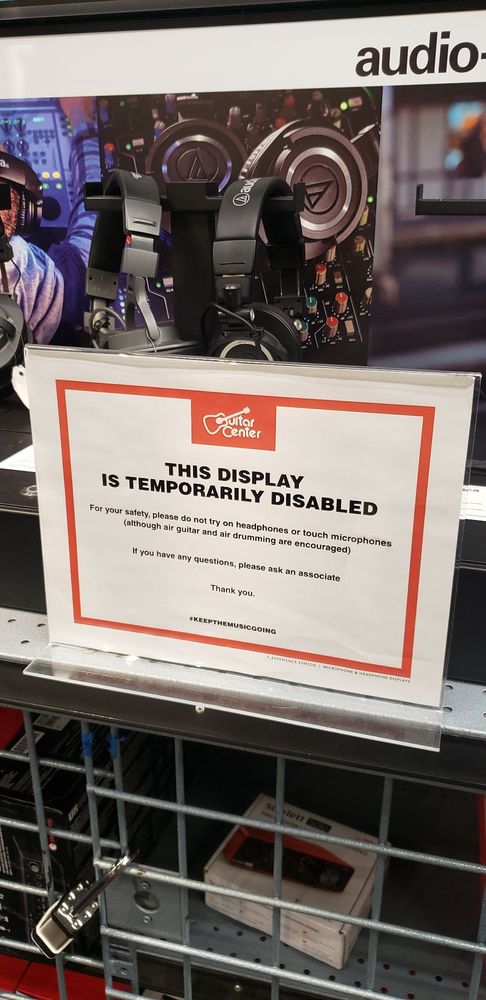 audio-
Guitar
Center
THIS DISPLAY
IS TEMPORARILY DISABLED
For your safety, please do not try on headphones or touch microphones
(although air guitar and air drumming are encouraged)
If you have any questions, please ask an associate
Thank you.
#KEEPTHEMUSICGOING
EXPERIENCE STATION | MICROPHONE & HEADPHONE DISPLAYS
scarlett